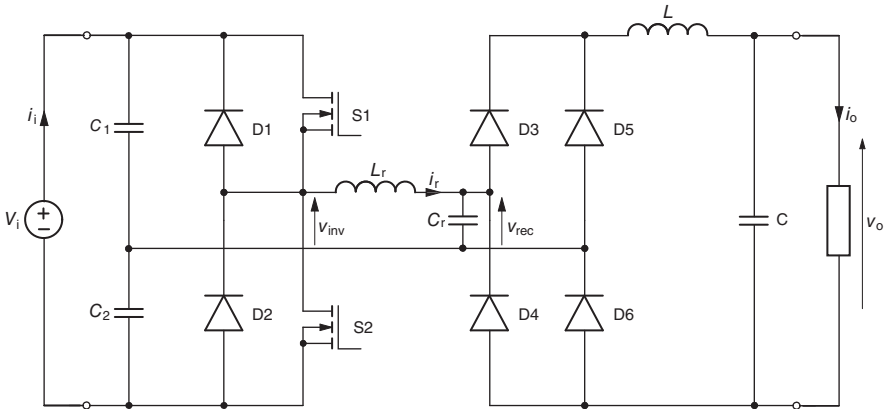 L
S1
i_i
C_1
D1
D3
D5
i_o
L_r
i_r
V_i
C_r
v_inv
v_rec
C
v_o
C_2
D2
S2
D4
D6